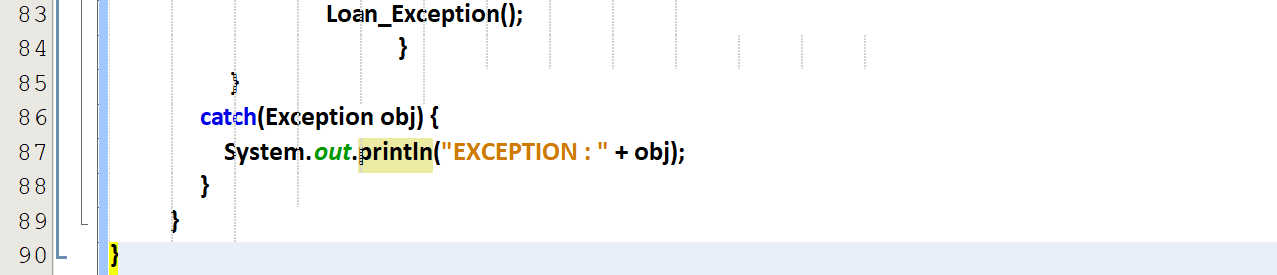 83 Loan_Exception();
84 }
85 }
86 catch(Exception obj) {
87 System.out.println("EXCEPTION : " + obj);
88 }
89 }
90 }